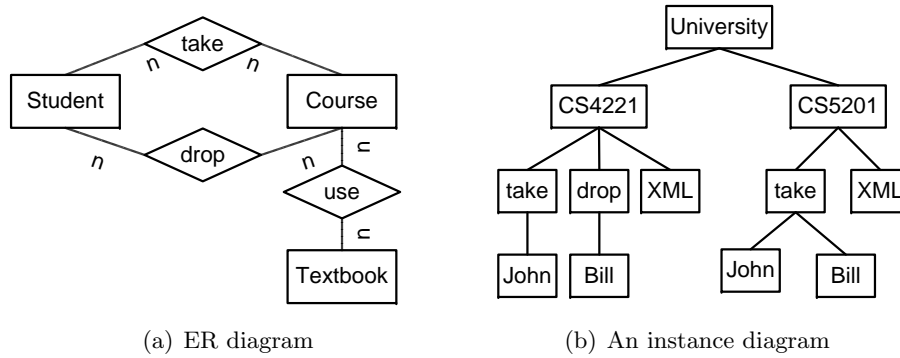 take
n n
Student Course
n drop n
n
use
n
Textbook
(a) ER diagram
University
CS4221 CS5201
take drop XML take XML
John Bill John Bill
(b) An instance diagram